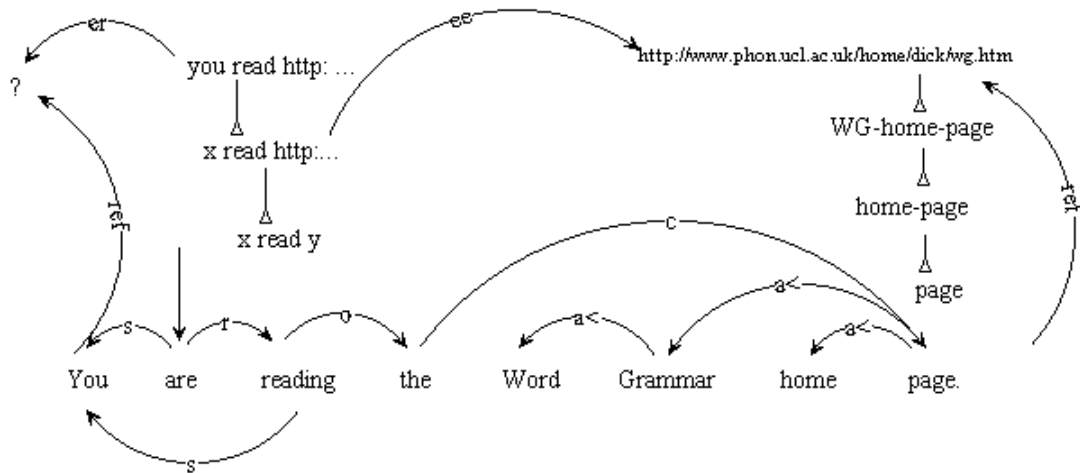 er
ee
you read http: ...
http://www.phon.ucl.ac.uk/home/dick/wg.htm
?
x read http:...
WG-home-page
ref
ref
home-page
x read y
c
page
a<
s
r
o
a<
a<
You are reading the Word Grammar home page.
s